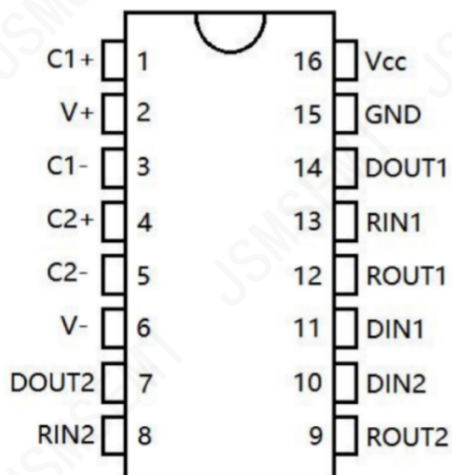 C1+ 1 16 Vcc
V+ 2 15 GND
C1- 3 14 DOUT1
C2+ 4 13 RIN1
C2- 5 12 ROUT1
V- 6 11 DIN1
DOUT2 7 10 DIN2
RIN2 8 9 ROUT2
JSMSEMI